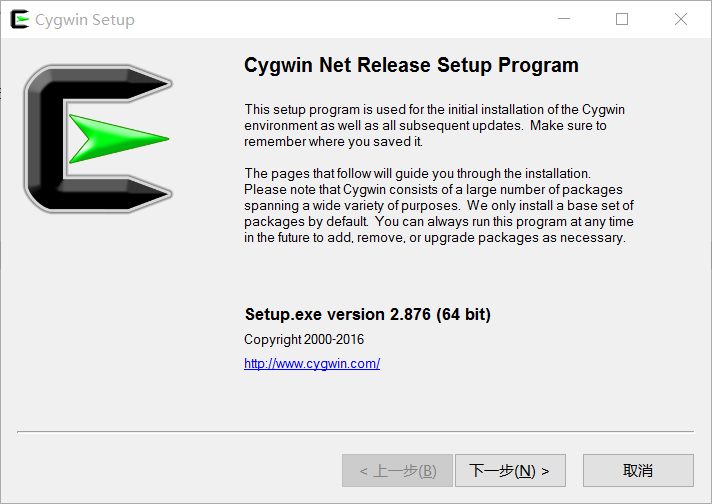 Cygwin Setup
Cygwin Net Release Setup Program
This setup program is used for the initial installation of the Cygwin
environment as well as all subsequent updates.  Make sure to
remember where you saved it.
The pages that follow will guide you through the installation.
Please note that Cygwin consists of a large number of packages
spanning a wide variety of purposes.  We only install a base set of
packages by default.  You can always run this program at any time
in the future to add, remove, or upgrade packages as necessary.
Setup.exe version 2.876 (64 bit)
Copyright 2000-2016
http://www.cygwin.com/
< 上一步(B)
下一步(N) >
取消